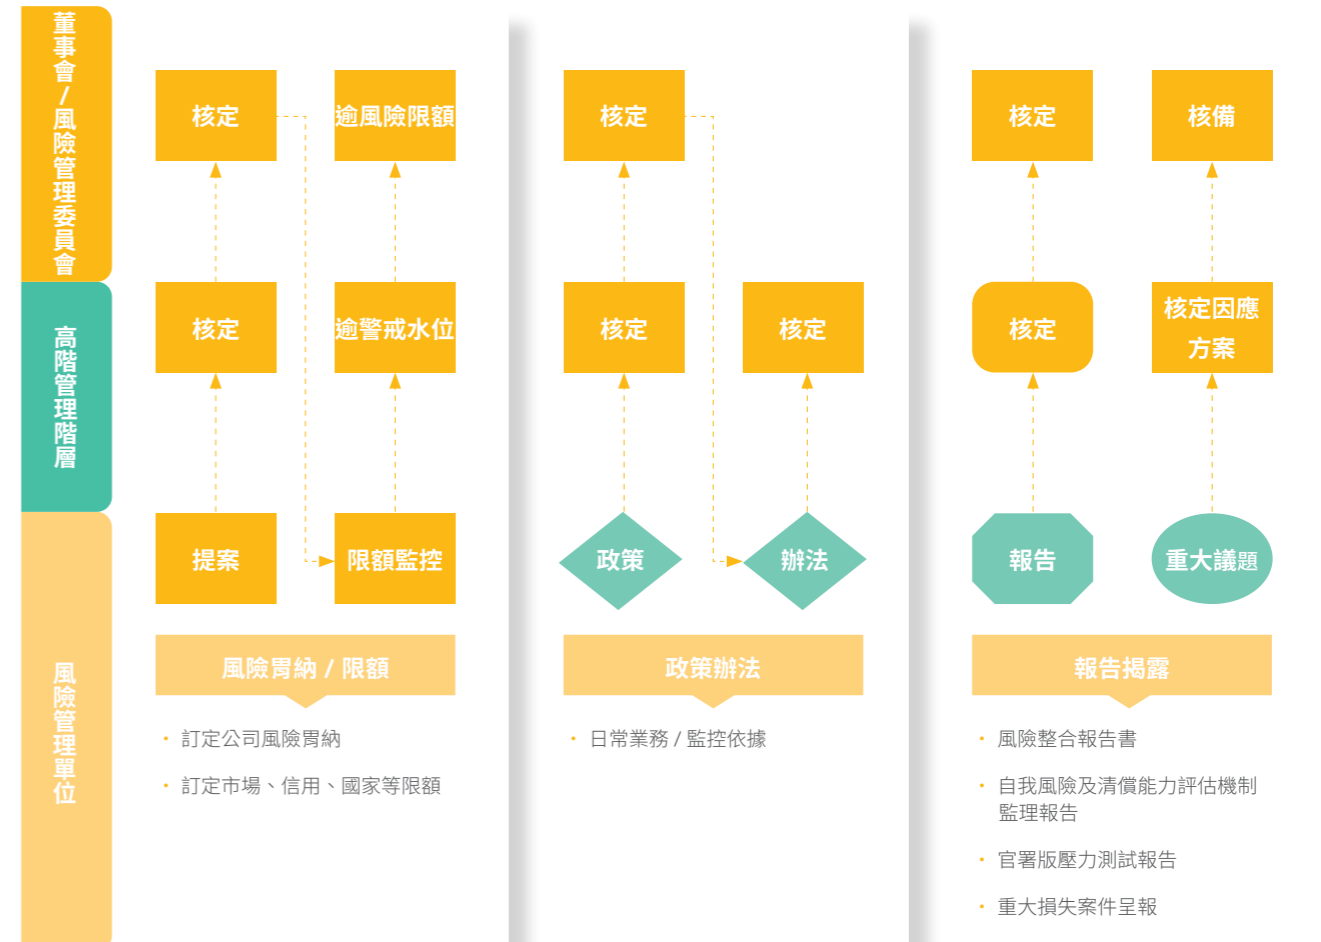 董事會 / 風險管理委員會
高階管理階層
風險管理單位
核定
逾風險限額
核定
逾警戒水位
提案
限額監控
風險胃納 / 限額
・訂定公司風險胃納
・訂定市場、信用、國家等限額
核定
核定
核定
政策
辦法
政策辦法
・日常業務 / 監控依據
核定
核備
核定
核定因應
方案
報告
重大議題
報告揭露
・風險整合報告書
・自我風險及清償能力評估機制
監理報告
・官署版壓力測試報告
・重大損失案件呈報